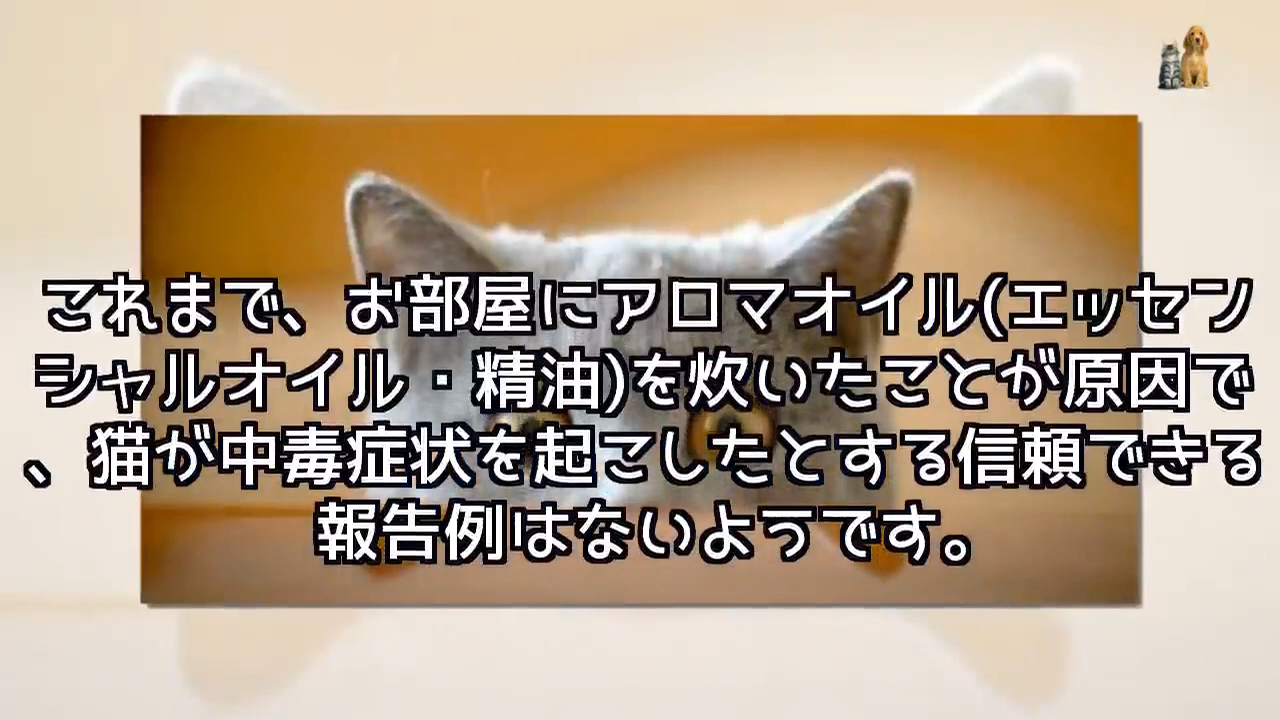 これまで、お部屋にアロマオイル(エッセン
シャルオイル・精油)を炊いたことが原因で
、猫が中毒症状を起こしたとする信頼できる
報告例はないようです。